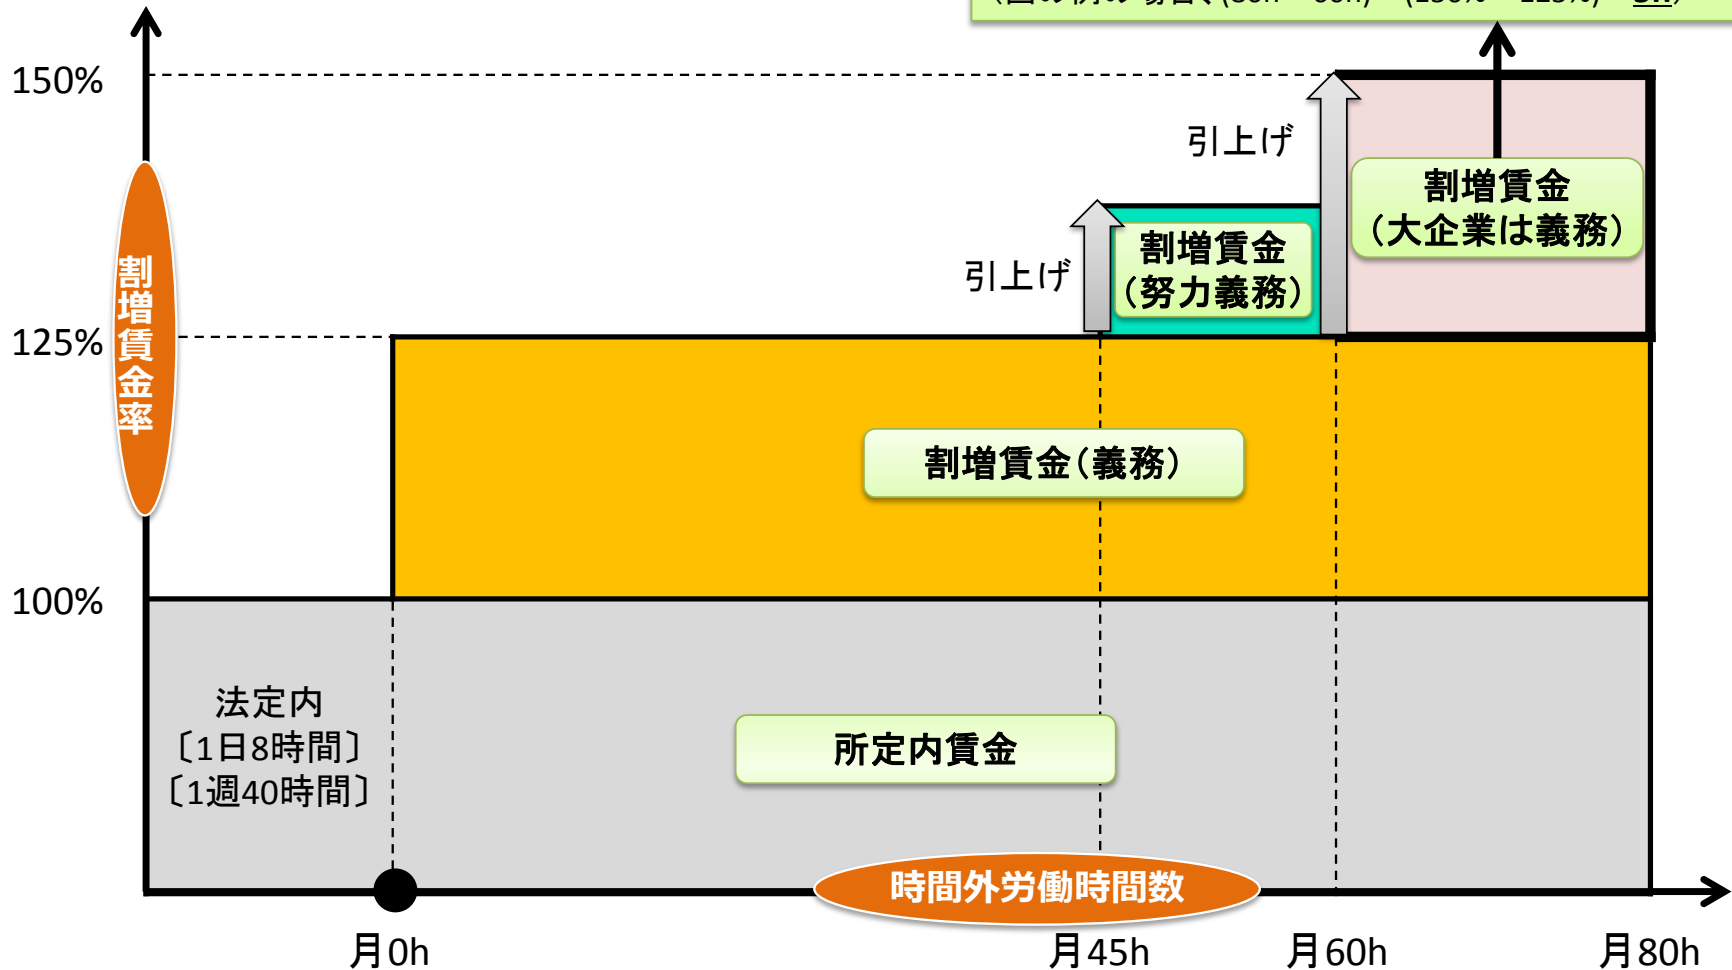 150%
引上げ
割増賃金
（大企業は義務）
引上げ
割増賃金
（努力義務）
割増賃金率
125%
割増賃金（義務）
100%
法定内
〔1日8時間〕
〔1週40時間〕
所定内賃金
時間外労働時間数
月0h
月45h
月60h
月80h